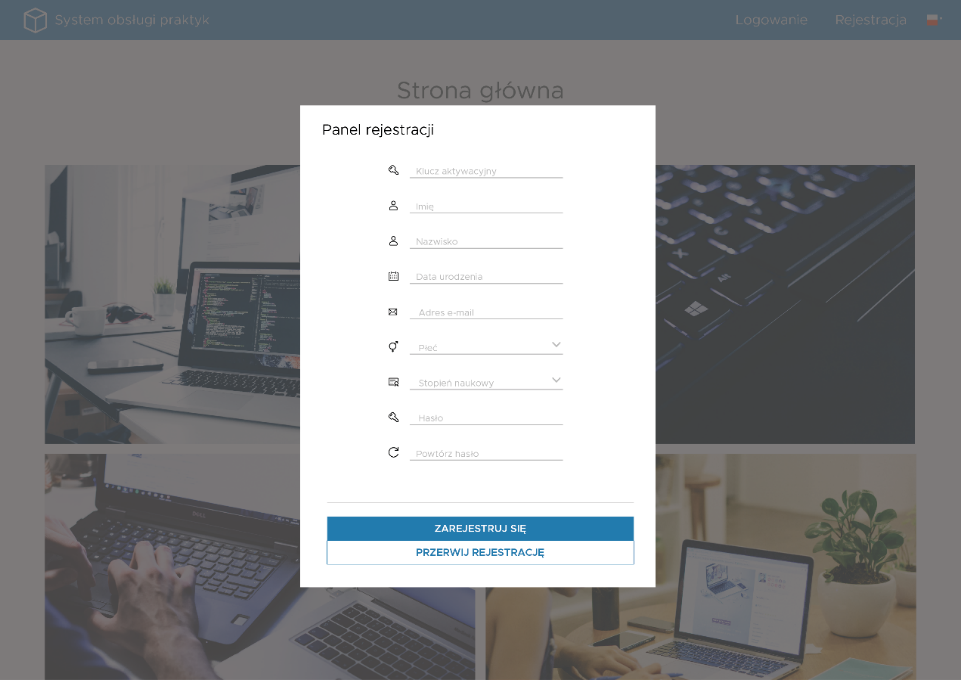 System obsługi praktyk
Logowanie
Rejestracja
Strona główna
Panel rejestracji
Klucz aktywacyjny
Imię
Nazwisko
Data urodzenia
Adres e-mail
Płeć
Stopień naukowy
Hasło
Powtórz hasło
ZAREJESTRUJ SIĘ
PRZERWIJ REJESTRACJĘ